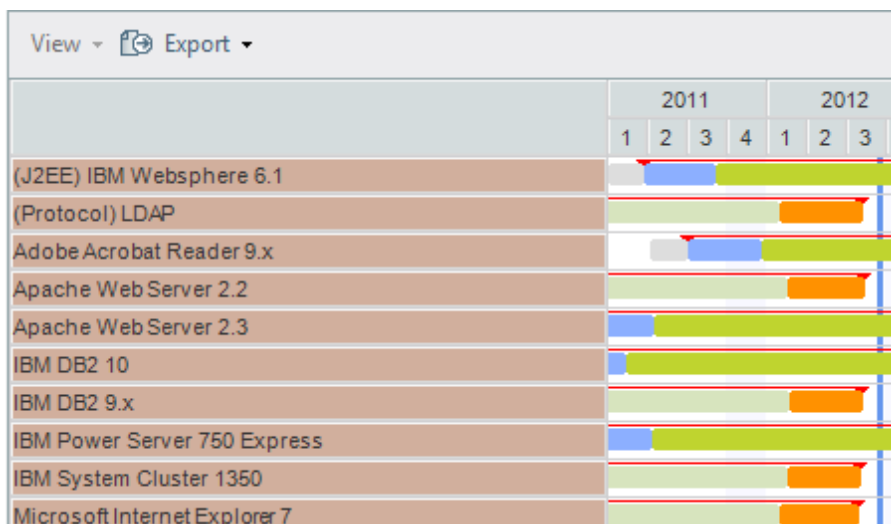 View Export
2011 2012
1 2 3 4 1 2 3
(J2EE) IBM Websphere 6.1
(Protocol) LDAP
Adobe Acrobat Reader 9.x
Apache Web Server 2.2
Apache Web Server 2.3
IBM DB2 10
IBM DB2 9.x
IBM Power Server 750 Express
IBM System Cluster 1350
Microsoft Internet Explorer 7